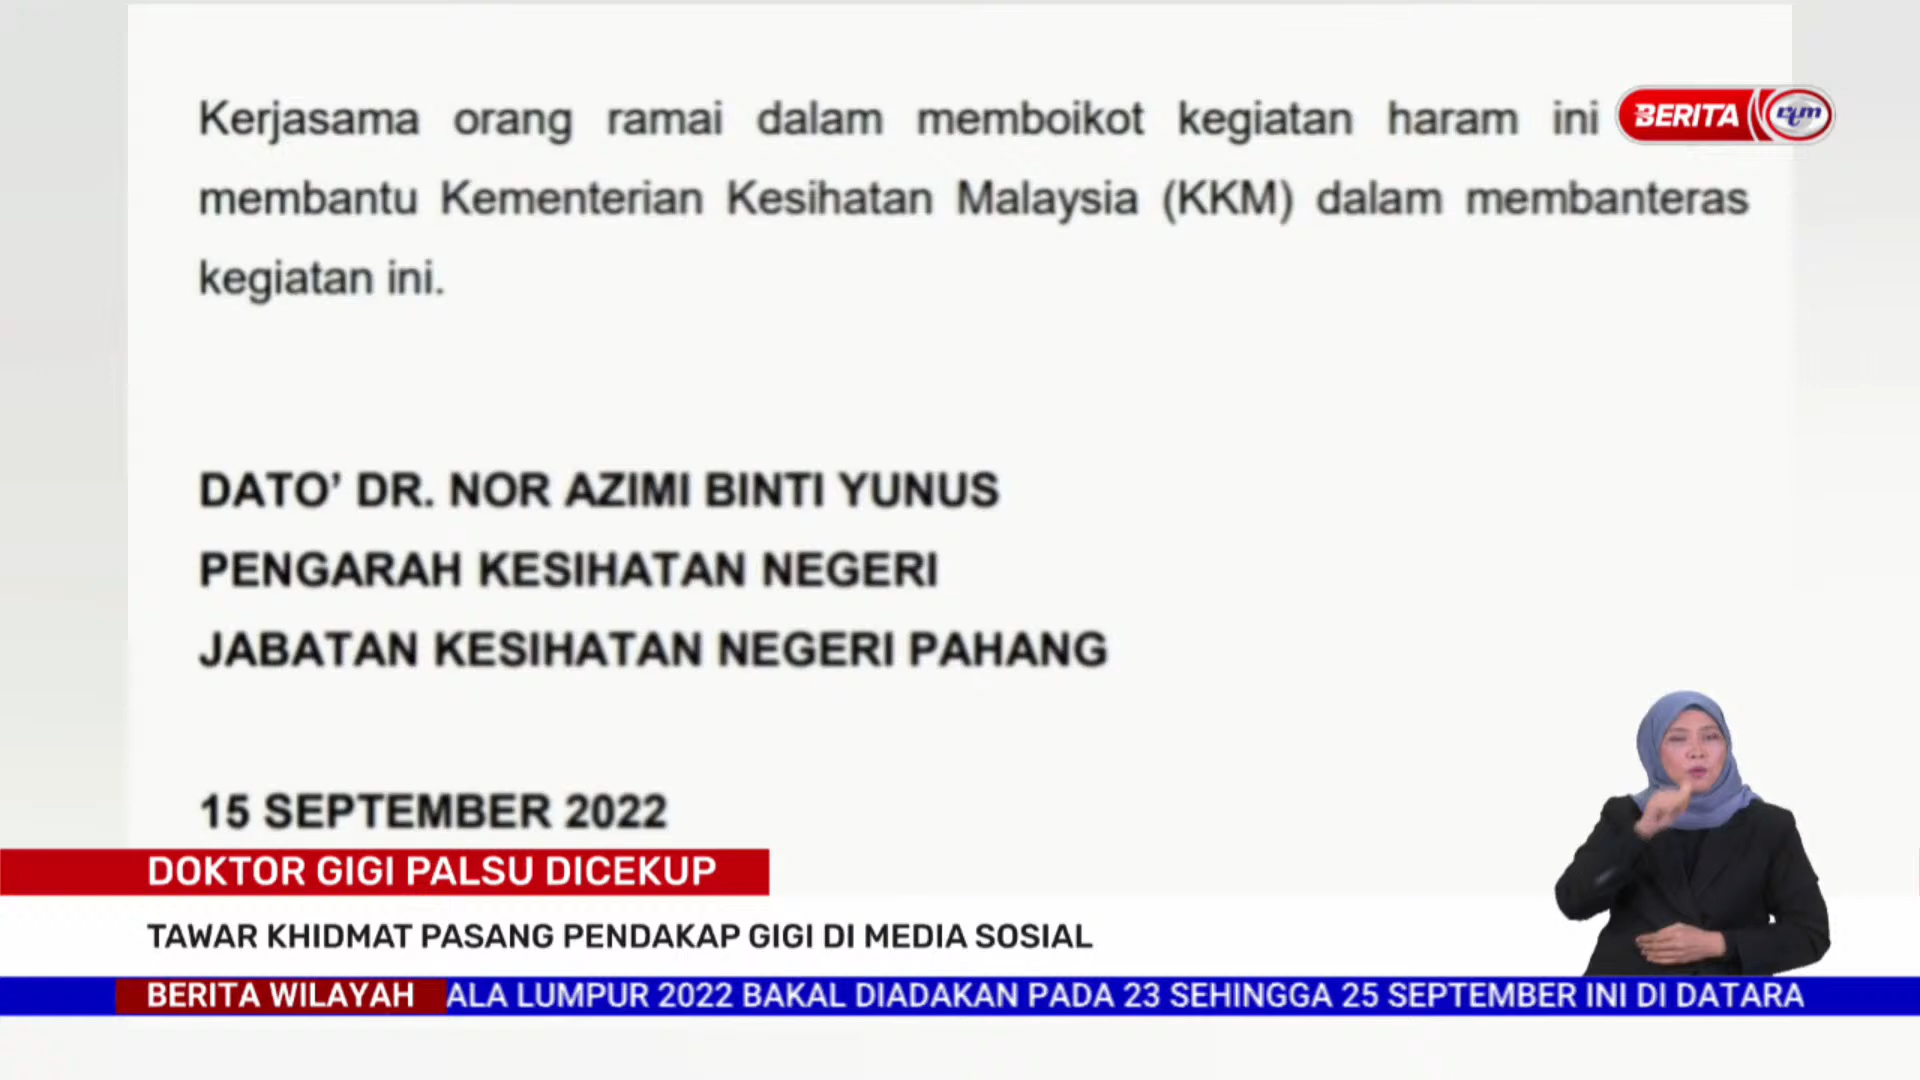 Kerjasama orang ramai dalam memboikot kegiatan haram ini
BERITA rtm
membantu Kementerian Kesihatan Malaysia (KKM) dalam membanteras
kegiatan ini.
DATO' DR. NOR AZIMI BINTI YUNUS
PENGARAH KESIHATAN NEGERI
JABATAN KESIHATAN NEGERI PAHANG
15 SEPTEMBER 2022
DOKTOR GIGI PALSU DICEKUP
TAWAR KHIDMAT PASANG PENDAKAP GIGI DI MEDIA SOSIAL
BERITA WILAYAH ALA LUMPUR 2022 BAKAL DIADAKAN PADA 23 SEHINGGA 25 SEPTEMBER INI DI DATARA